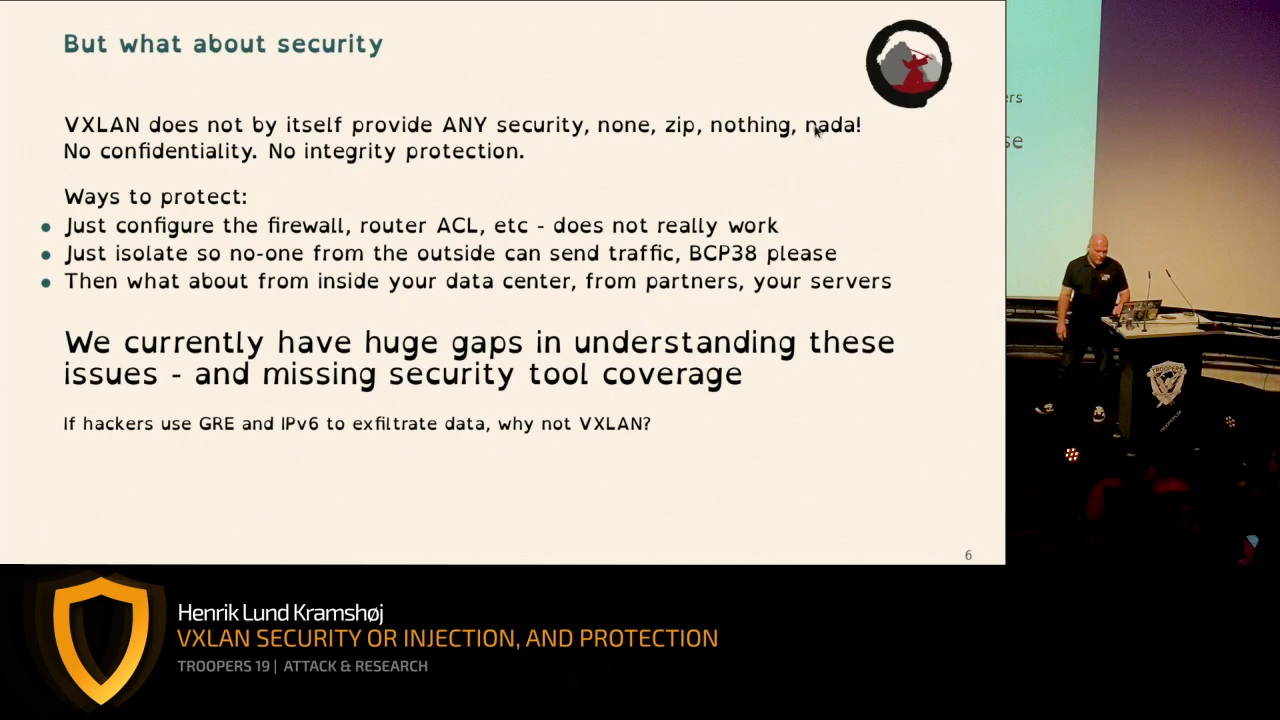 But what about security
VXLAN does not by itself provide ANY security, none, zip, nothing, nada!
No confidentiality. No integrity protection.
Ways to protect:
● Just configure the firewall, router ACL, etc - does not really work
● Just isolate so no-one from the outside can send traffic, BCP38 please
● Then what about from inside your data center, from partners, your servers
We currently have huge gaps in understanding these
issues - and missing security tool coverage
If hackers use GRE and IPv6 to exfiltrate data, why not VXLAN?
6
ers
se
TROOPERS
Henrik Lund Kramshøj
VXLAN SECURITY OR INJECTION, AND PROTECTION
TROOPERS 19 | ATTACK & RESEARCH